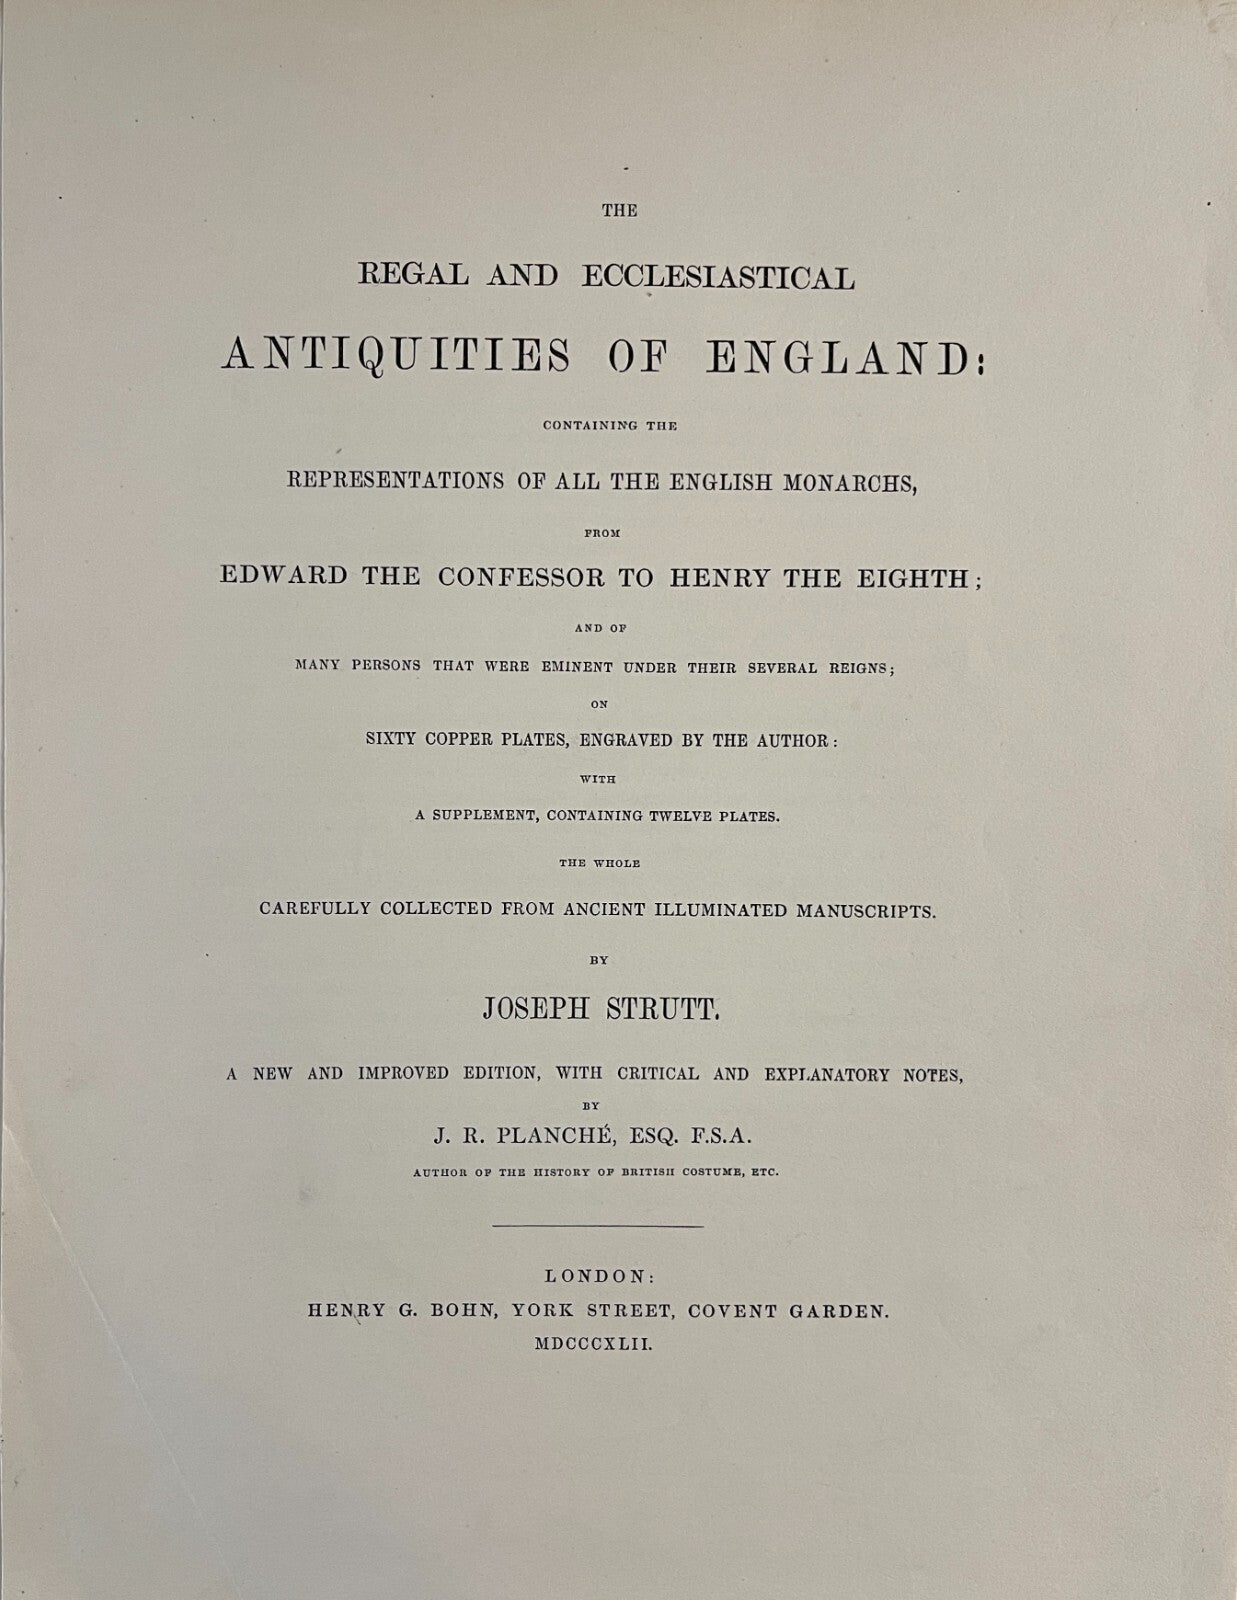 THE
REGAL AND ECCLESIASTICAL
ANTIQUITIES OF ENGLAND:
CONTAINING THE
REPRESENTATIONS OF ALL THE ENGLISH MONARCHS,
FROM
EDWARD THE CONFESSOR TO HENRY THE EIGHTH;
AND OF
MANY PERSONS THAT WERE EMINENT UNDER THEIR SEVERAL REIGNS;
ON
SIXTY COPPER PLATES, ENGRAVED BY THE AUTHOR:
WITH
A SUPPLEMENT, CONTAINING TWELVE PLATES.
THE WHOLE
CAREFULLY COLLECTED FROM ANCIENT ILLUMINATED MANUSCRIPTS.
BY
JOSEPH STRUTT.
A NEW AND IMPROVED EDITION, WITH CRITICAL AND EXPLANATORY NOTES,
BY
J. R. PLANCHÉ, ESQ. F.S.A.
AUTHOR OF THE HISTORY OF BRITISH COSTUME, ETC.
LONDON:
HENRY G. BOHN, YORK STREET, COVENT GARDEN.
MDCCCXLII.